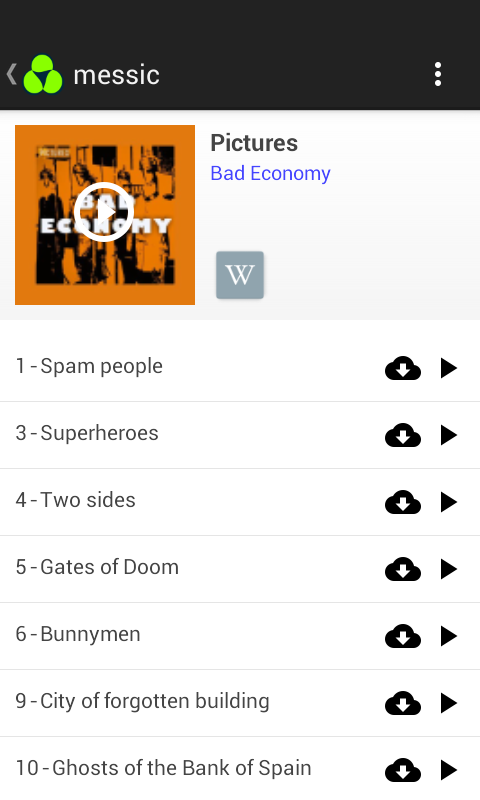 messic
Pictures
Bad Economy
BAD
ECONOMY
W
1 - Spam people
3 - Superheroes
4 - Two sides
5 - Gates of Doom
6 - Bunnymen
9 - City of forgotten building
10 - Ghosts of the Bank of Spain